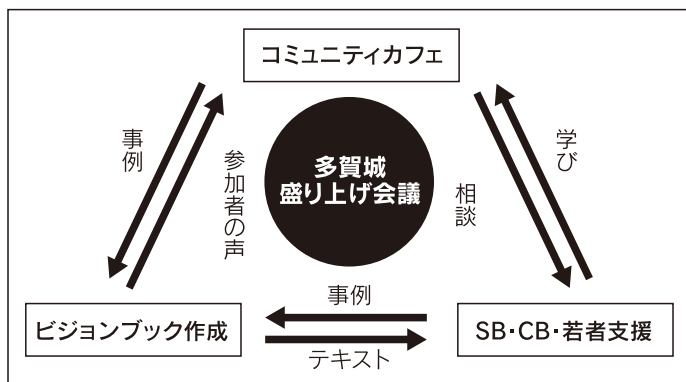 コミュニティカフェ
事例
参加者の声
多賀城
盛り上げ会議
相談
学び
事例
ビジョンブック作成
SB・CB・若者支援
テキスト